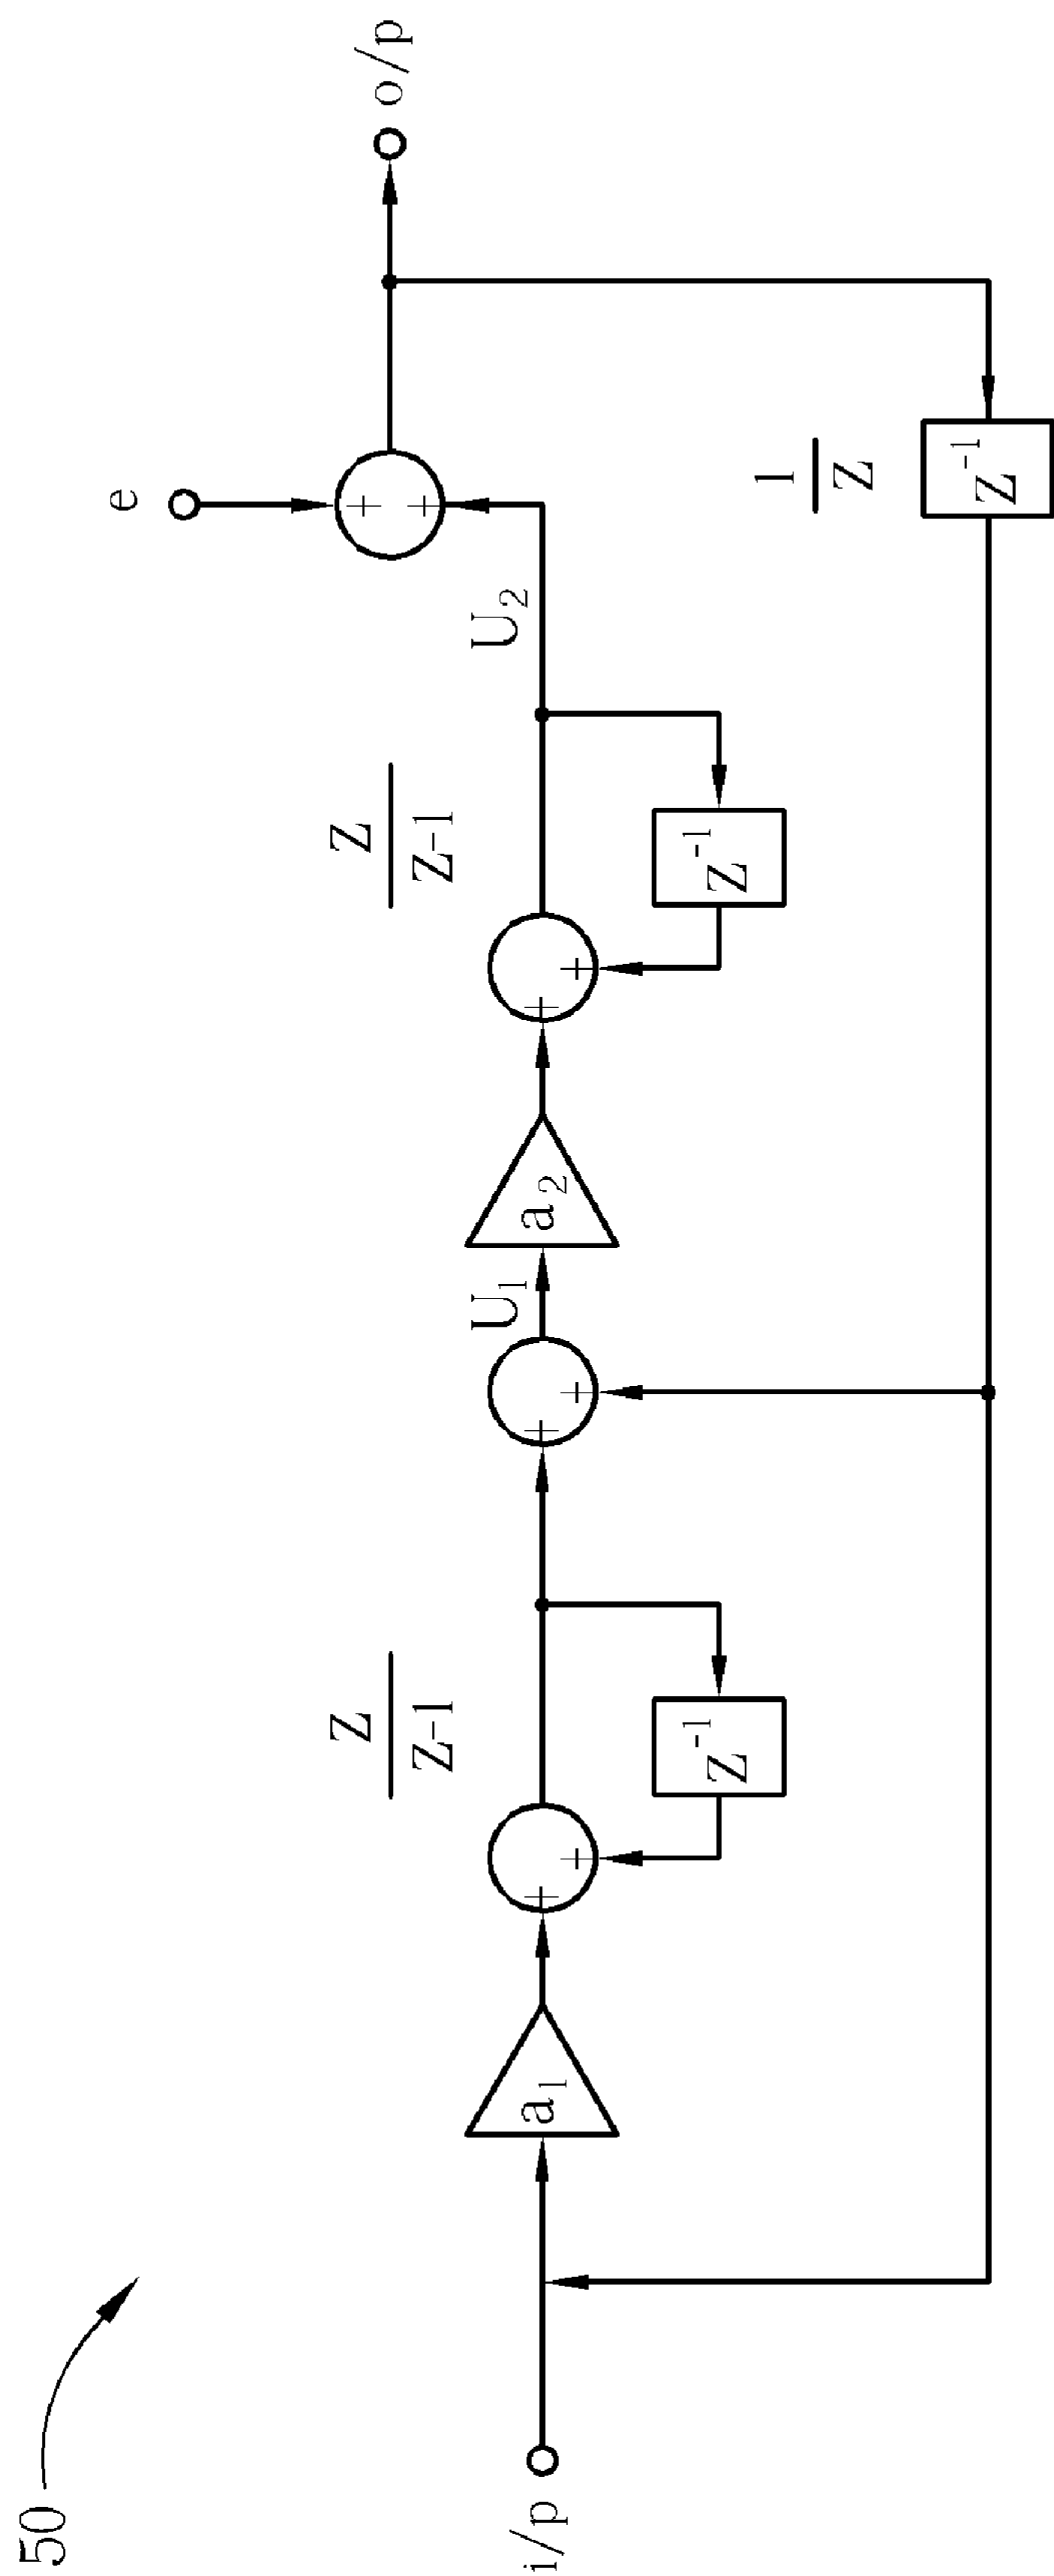 50
i/p
a1
Z
Z-1
+
+
Z-1
+
+
U1
a2
Z
Z-1
+
+
Z-1
U2
e
+
+
o/p
1
Z
Z-1